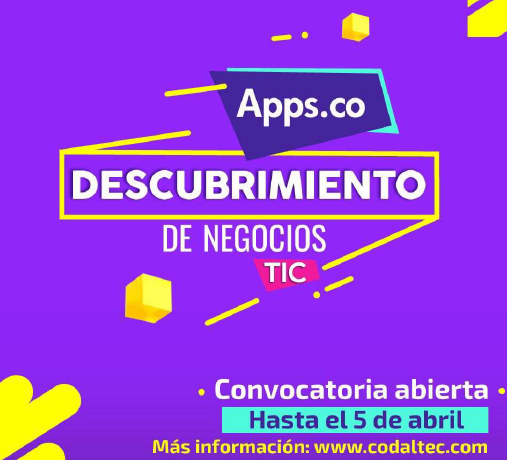 Apps.co
DESCUBRIMIENTO
DE NEGOCIOS
TIC
• Convocatoria abierta •
Hasta el 5 de abril
Más información: www.codaltec.com